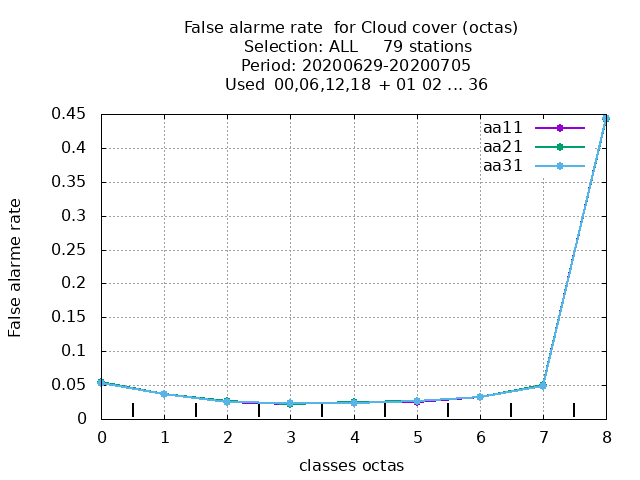 False alarme rate  for Cloud cover (octas)
Selection: ALL     79 stations
Period: 20200629-20200705
Used  00,06,12,18  + 01 02 ... 36
aa11
aa21
aa31
False alarme rate
0.45
0.4
0.35
0.3
0.25
0.2
0.15
0.1
0.05
0
0 1 2 3 4 5 6 7 8
classes octas